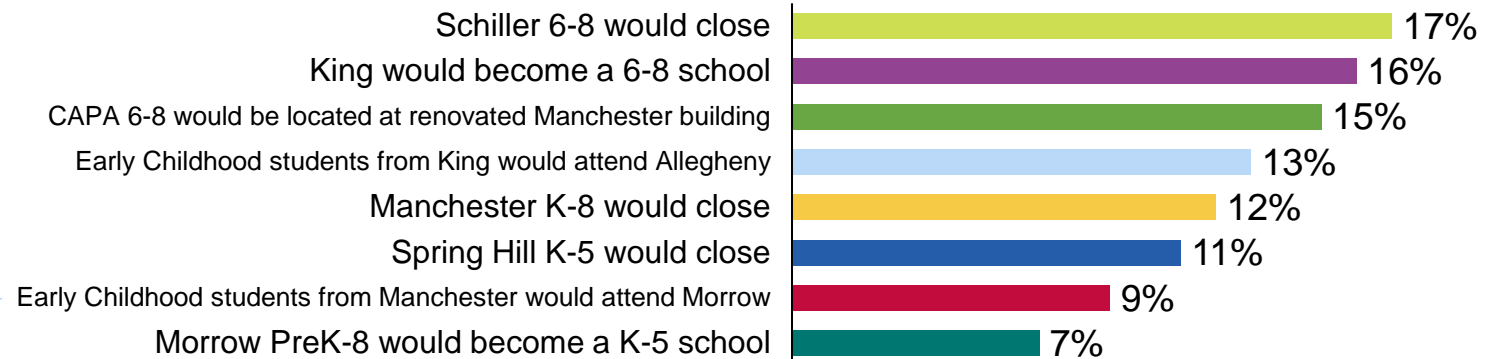 Schiller 6-8 would close 17%
King would become a 6-8 school 16%
CAPA 6-8 would be located at renovated Manchester building 15%
Early Childhood students from King would attend Allegheny 13%
Manchester K-8 would close 12%
Spring Hill K-5 would close 11%
Early Childhood students from Manchester would attend Morrow 9%
Morrow PreK-8 would become a K-5 school 7%